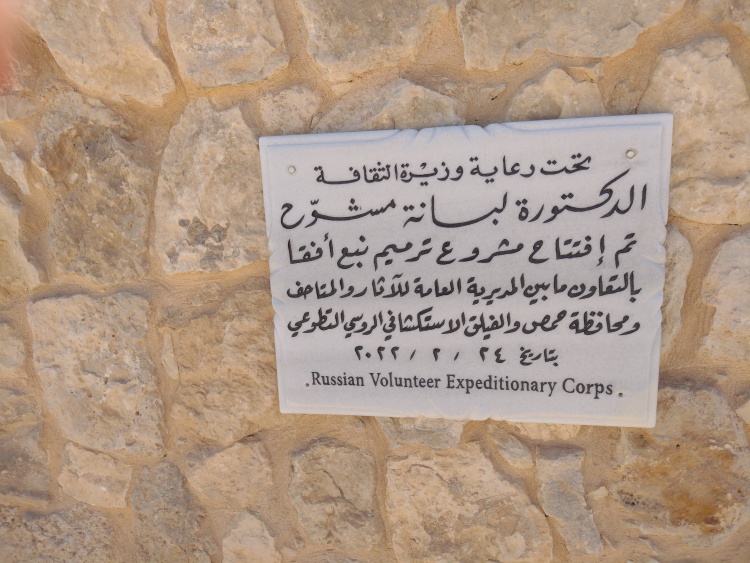 تحت رعاية وزيرة الثقافة
الدكتورة لبانة مشوّح
تم إفتتاح مشروع ترميم نبع أفقا
بالتعاون مابين المديرية العامة للآثار والمتاحف
ومحافظة حمص والفيلق الاستكشافي الروسي التطوعي
بتاريخ ٢٤ / ٢ / ٢٠٢٢
.Russian Volunteer Expeditionary Corps .